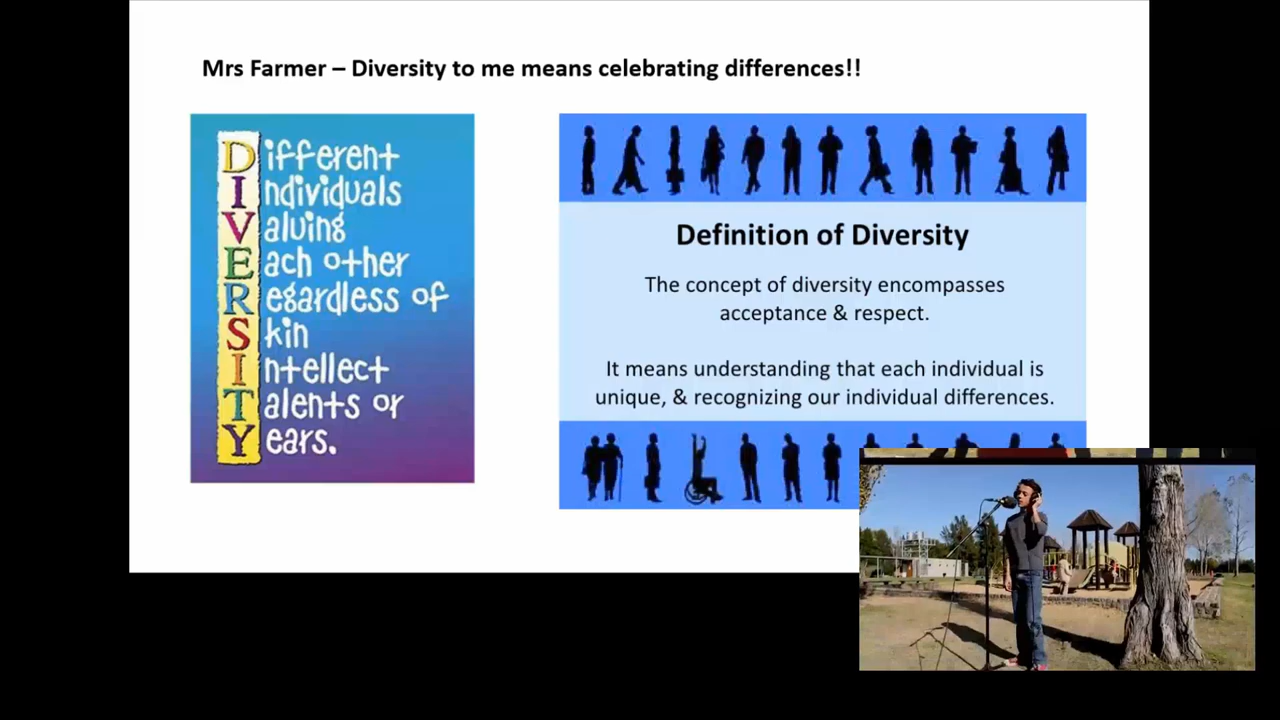 Mrs Farmer – Diversity to me means celebrating differences!!
Different
Individuals
Valuing
Each other
Regardless of
Skin
Intellect
Talents or
Years.
Definition of Diversity
The concept of diversity encompasses
acceptance & respect.
It means understanding that each individual is
unique, & recognizing our individual differences.